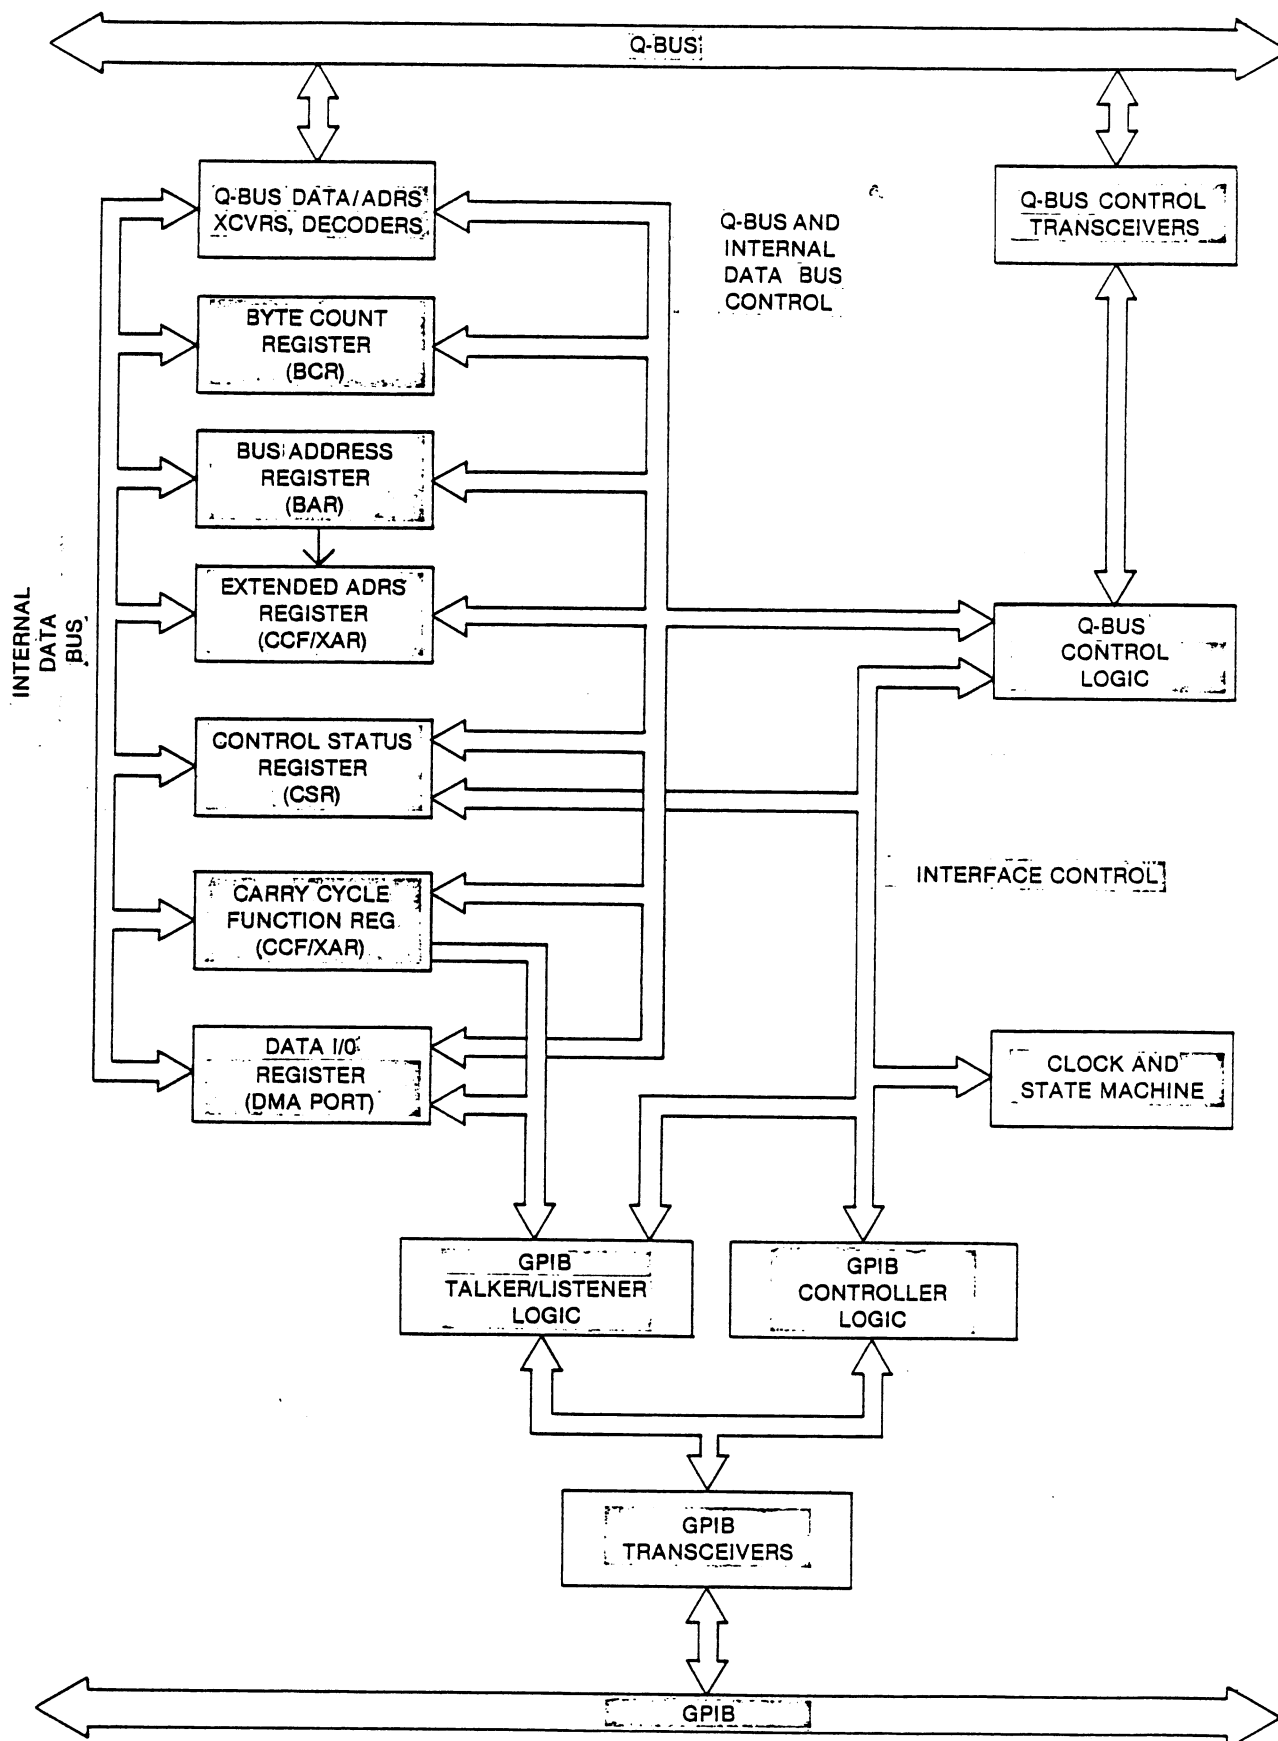 Q-BUS
Q-BUS DATA/ADRS
XCVRS, DECODERS
Q-BUS AND
INTERNAL
DATA BUS
CONTROL
Q-BUS CONTROL
TRANSCEIVERS
BYTE COUNT
REGISTER
(BCR)
BUS ADDRESS
REGISTER
(BAR)
INTERNAL
DATA
BUS
EXTENDED ADRS
REGISTER
(CCF/XAR)
Q-BUS
CONTROL
LOGIC
CONTROL STATUS
REGISTER
(CSR)
INTERFACE CONTROL
CARRY CYCLE
FUNCTION REG
(CCF/XAR)
DATA I/O
REGISTER
(DMA PORT)
CLOCK AND
STATE MACHINE
GPIB
TALKER/LISTENER
LOGIC
GPIB
CONTROLLER
LOGIC
GPIB
TRANSCEIVERS
GPIB